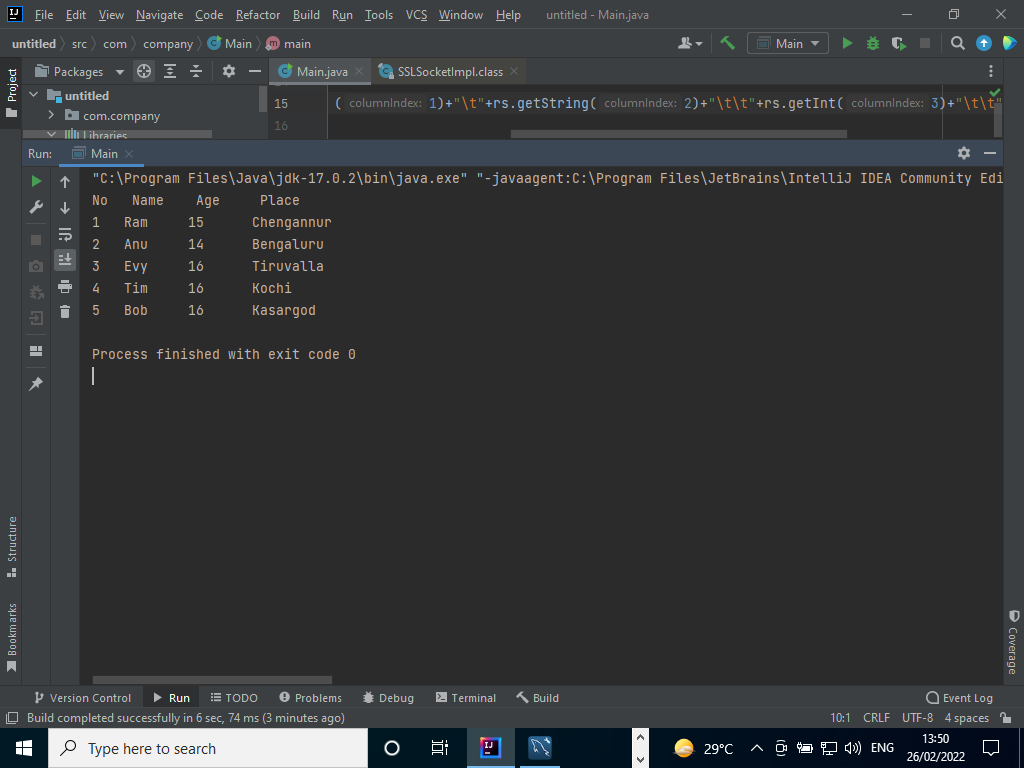 File Edit View Navigate Code Refactor Build Run Tools VCS Window Help untitled - Main.java
untitled src com company Main main Main
Project
Packages Main.java SSLSocketImpl.class
untitled
com.company
Libraries
15 ( columnIndex: 1)+"\t"+rs.getString( columnIndex: 2)+"\t\t"+rs.getInt( columnIndex: 3)+"\t\t"
16
Run: Main
"C:\Program Files\Java\jdk-17.0.2\bin\java.exe" "-javaagent:C:\Program Files\JetBrains\IntelliJ IDEA Community Edi
No Name Age Place
1 Ram 15 Chengannur
2 Anu 14 Bengaluru
3 Evy 16 Tiruvalla
4 Tim 16 Kochi
5 Bob 16 Kasargod
Process finished with exit code 0
Structure
Bookmarks
Coverage
Version Control Run TODO Problems Debug Terminal Build Event Log
Build completed successfully in 6 sec, 74 ms (3 minutes ago) 10:1 CRLF UTF-8 4 spaces
Type here to search 29°C ENG 13:50
26/02/2022